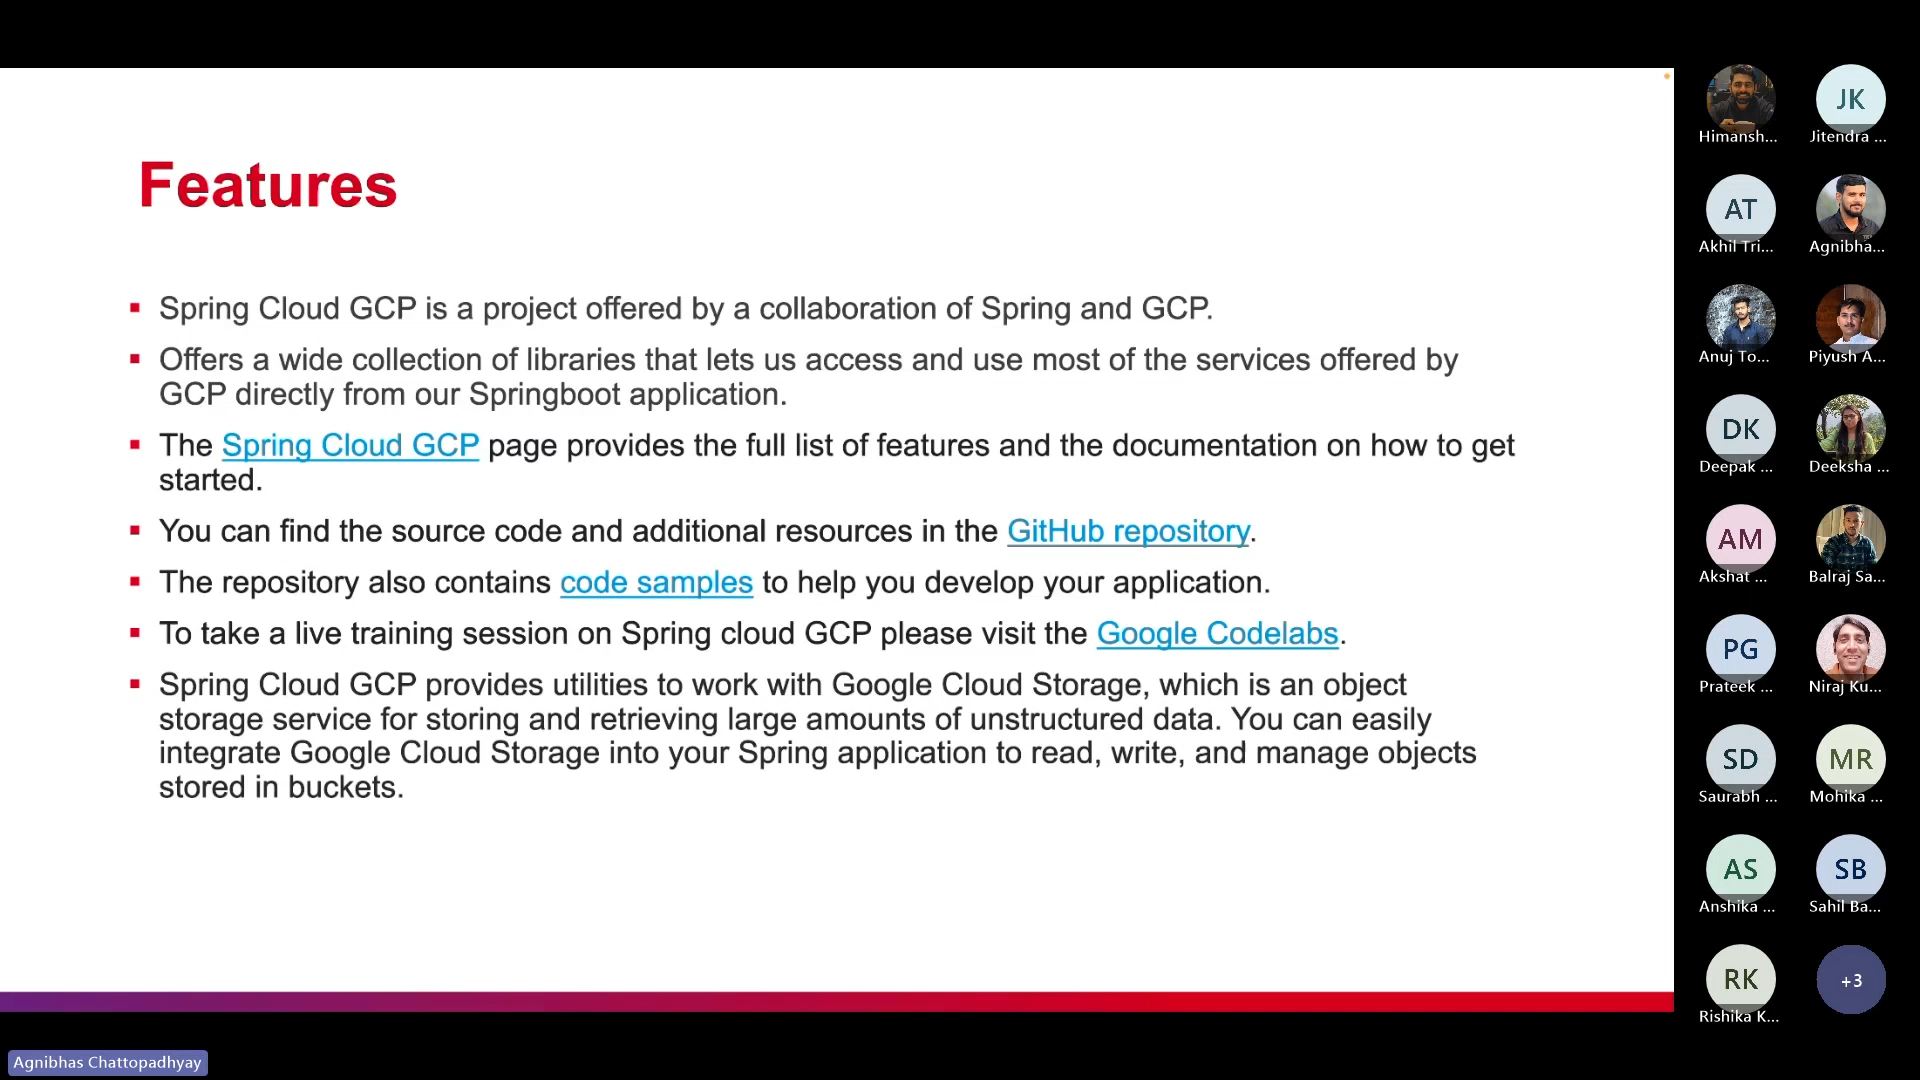 Features
▪ Spring Cloud GCP is a project offered by a collaboration of Spring and GCP.
▪ Offers a wide collection of libraries that lets us access and use most of the services offered by
GCP directly from our Springboot application.
▪ The Spring Cloud GCP page provides the full list of features and the documentation on how to get
started.
▪ You can find the source code and additional resources in the GitHub repository.
▪ The repository also contains code samples to help you develop your application.
▪ To take a live training session on Spring cloud GCP please visit the Google Codelabs.
▪ Spring Cloud GCP provides utilities to work with Google Cloud Storage, which is an object
storage service for storing and retrieving large amounts of unstructured data. You can easily
integrate Google Cloud Storage into your Spring application to read, write, and manage objects
stored in buckets.
JK
Himansh... Jitendra ...
AT
Akhil Tri... Agnibha...
Anuj To... Piyush A...
DK
Deepak ... Deeksha ...
AM
Akshat ... Balraj Sa...
PG
Prateek ... Niraj Ku...
SD MR
Saurabh ... Mohika ...
AS SB
Anshika ... Sahil Ba...
RK +3
Rishika K...
Agnibhas Chattopadhyay